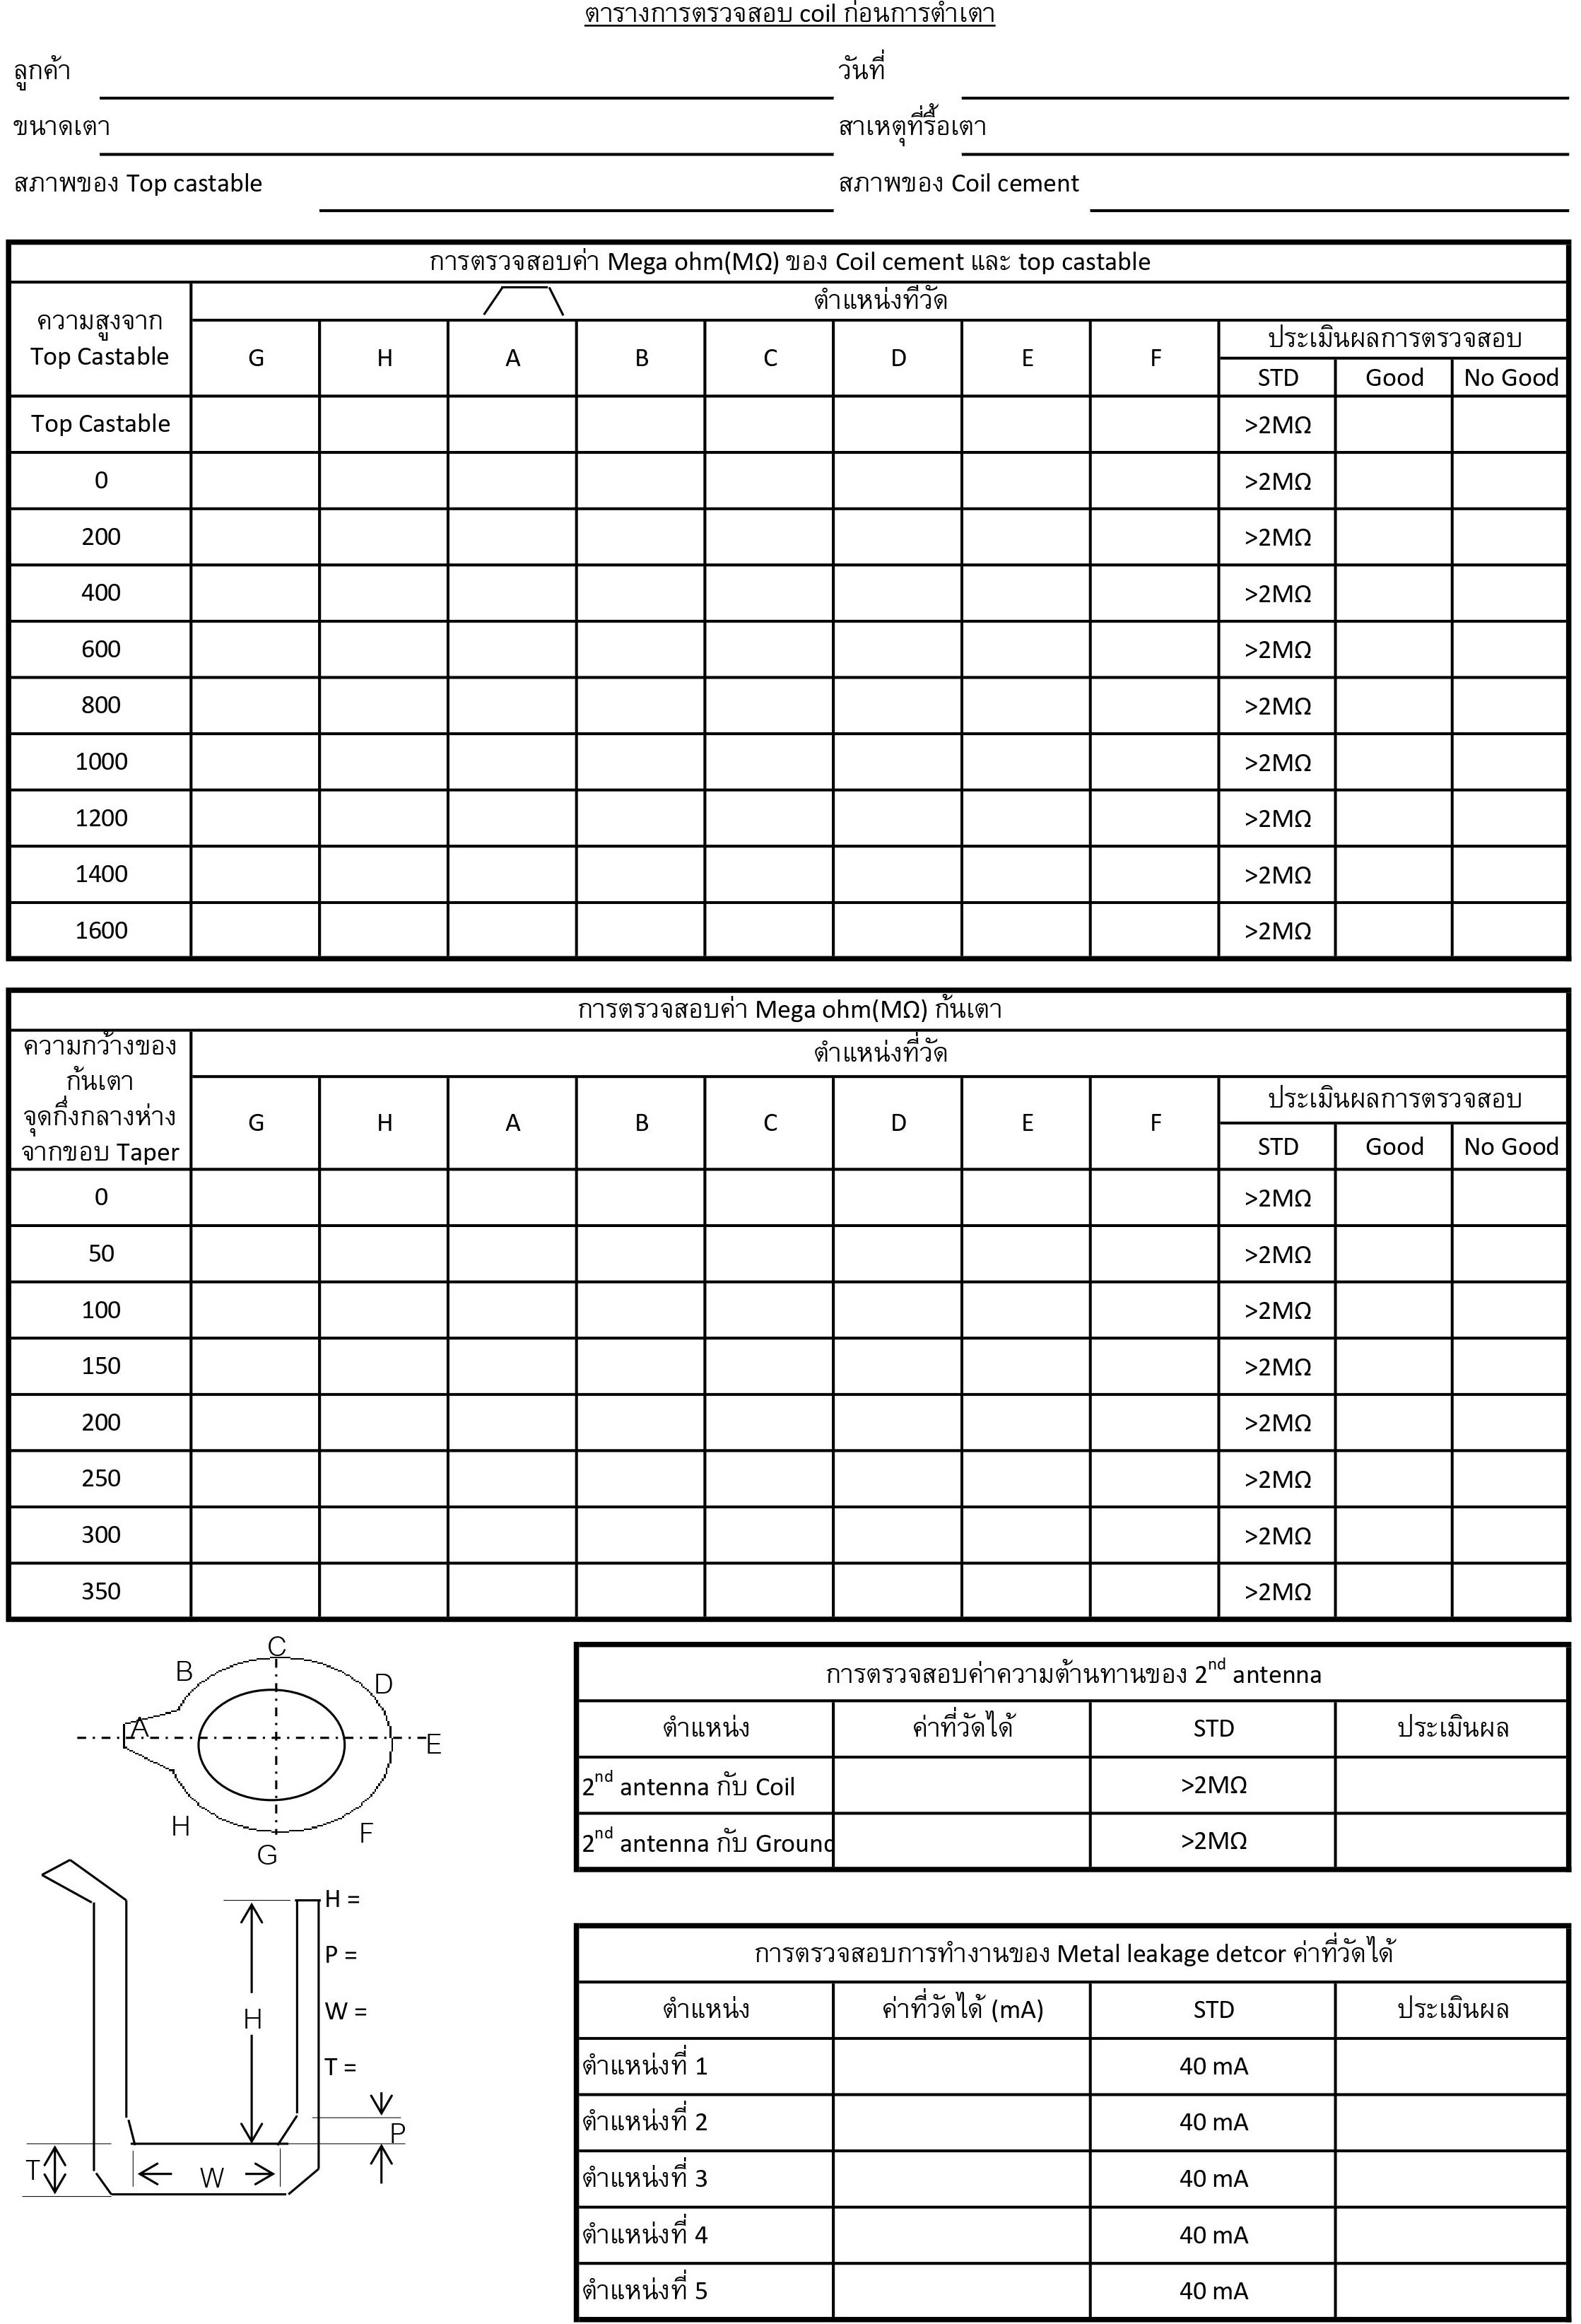 ตารางการตรวจสอบ coil ก่อนการตำเตา
ลูกค้า วันที่
ขนาดเตา สาเหตุที่รื้อเตา
สภาพของ Top castable สภาพของ Coil cement
การตรวจสอบค่า Mega ohm(MΩ) ของ Coil cement และ top castable
ความสูงจาก
Top Castable
ตำแหน่งที่วัด
G H A B C D E F
ประเมินผลการตรวจสอบ
STD Good No Good
Top Castable >2MΩ
0 >2MΩ
200 >2MΩ
400 >2MΩ
600 >2MΩ
800 >2MΩ
1000 >2MΩ
1200 >2MΩ
1400 >2MΩ
1600 >2MΩ
การตรวจสอบค่า Mega ohm(MΩ) ก้นเตา
ความกว้างของ
ก้นเตา
จุดกึ่งกลางห่าง
จากขอบ Taper
ตำแหน่งที่วัด
G H A B C D E F
ประเมินผลการตรวจสอบ
STD Good No Good
0 >2MΩ
50 >2MΩ
100 >2MΩ
150 >2MΩ
200 >2MΩ
250 >2MΩ
300 >2MΩ
350 >2MΩ
C
B
D
A
E
H
F
G
H =
P =
W =
T =
H
P
T
W
การตรวจสอบค่าความต้านทานของ 2nd antenna
ตำแหน่ง ค่าที่วัดได้ STD ประเมินผล
2nd antenna กับ Coil >2MΩ
2nd antenna กับ Ground >2MΩ
การตรวจสอบการทำงานของ Metal leakage detcor ค่าที่วัดได้
ตำแหน่ง ค่าที่วัดได้ (mA) STD ประเมินผล
ตำแหน่งที่ 1 40 mA
ตำแหน่งที่ 2 40 mA
ตำแหน่งที่ 3 40 mA
ตำแหน่งที่ 4 40 mA
ตำแหน่งที่ 5 40 mA